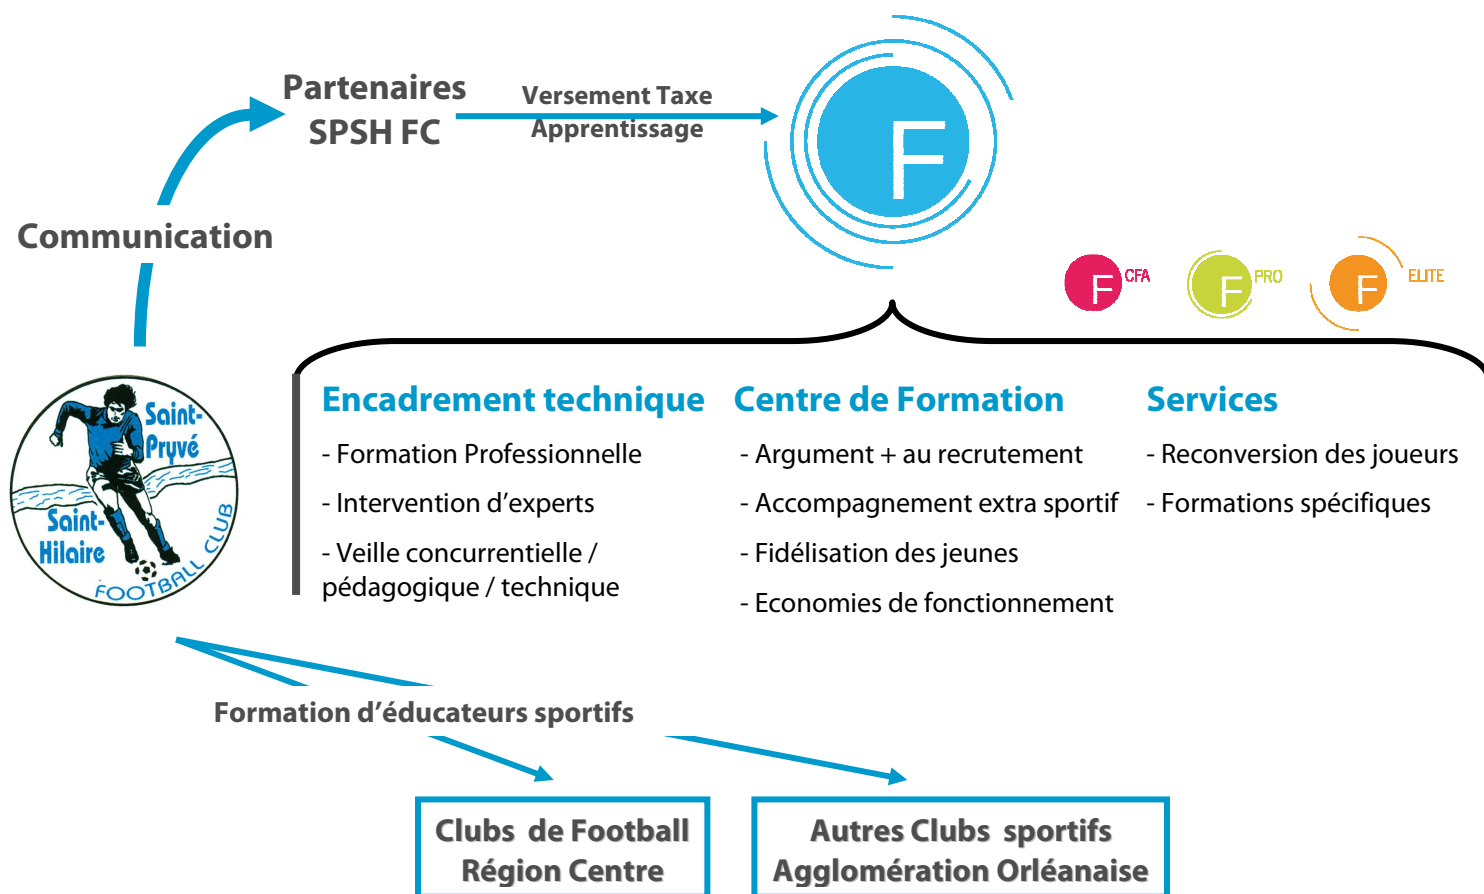 Partenaires
SPSH FC
Versement Taxe
Apprentissage
F
Communication
F CFA
F PRO
F ELITE
Saint-
Pryvé
Saint-
Hilaire
FOOTBALL CLUB
Encadrement technique
- Formation Professionnelle
- Intervention d’experts
- Veille concurrentielle /
pédagogique / technique
Centre de Formation
- Argument + au recrutement
- Accompagnement extra sportif
- Fidélisation des jeunes
- Economies de fonctionnement
Services
- Reconversion des joueurs
- Formations spécifiques
Formation d’éducateurs sportifs
Clubs de Football
Région Centre
Autres Clubs sportifs
Agglomération Orléanaise